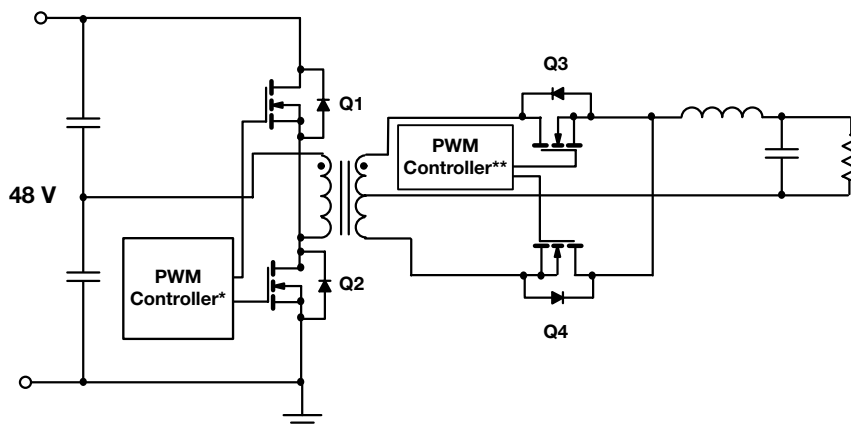 Q3
Q1
PWM
Controller**
48 V
PWM
Controller*
Q2
Q4